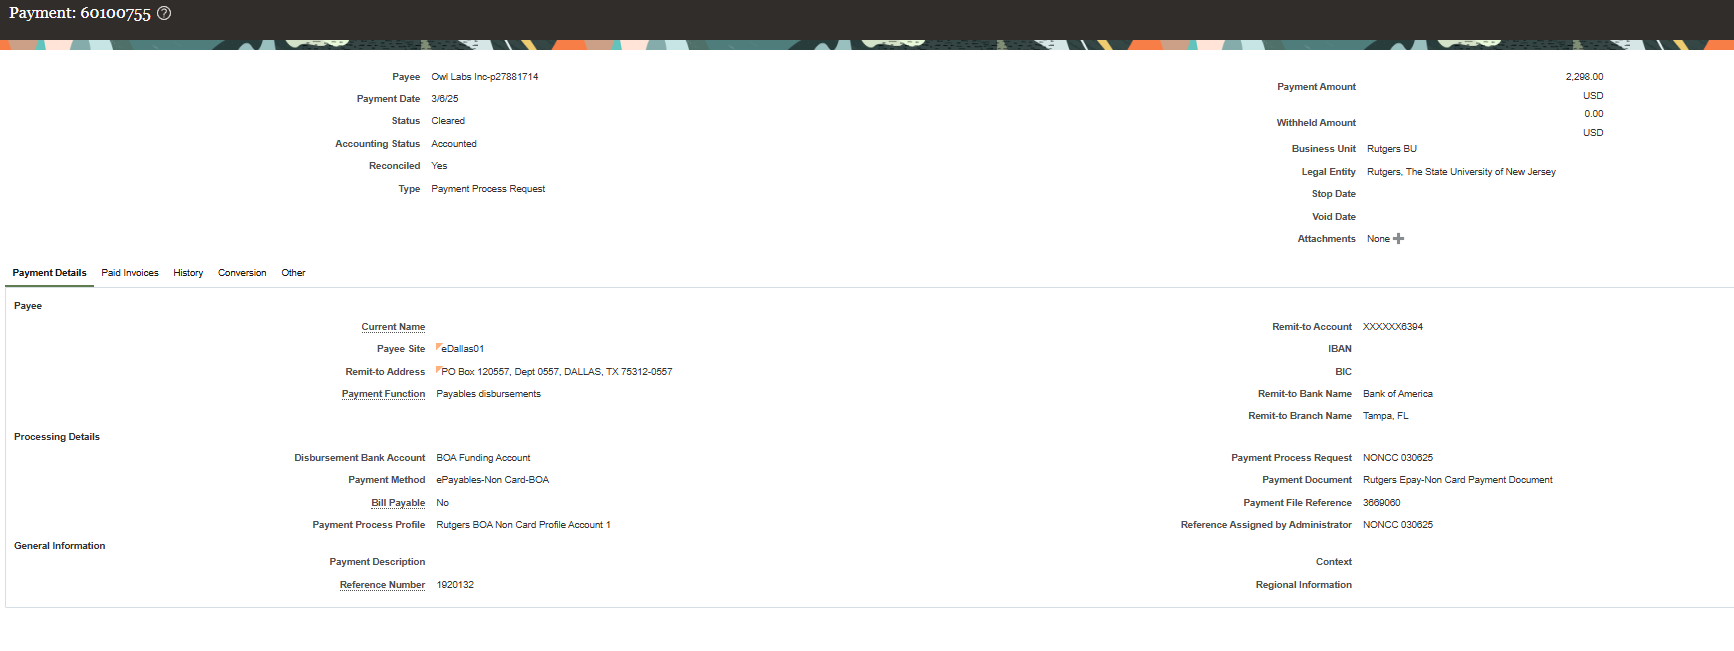 Payment: 60100755
Payee Owl Labs Inc-p27881714
Payment Date 3/6/25
Status Cleared
Accounting Status Accounted
Reconciled Yes
Type Payment Process Request
Payment Amount 2,298.00
USD
Withheld Amount 0.00
USD
Business Unit Rutgers BU
Legal Entity Rutgers, The State University of New Jersey
Stop Date
Void Date
Attachments None
Payment Details Paid Invoices History Conversion Other
Payee
Current Name
Payee Site eDallas01
Remit-to Address PO Box 120557, Dept 0557, DALLAS, TX 75312-0557
Payment Function Payables disbursements
Remit-to Account XXXXXX6394
IBAN
BIC
Remit-to Bank Name Bank of America
Remit-to Branch Name Tampa, FL
Processing Details
Disbursement Bank Account BOA Funding Account
Payment Method ePayables-Non Card-BOA
Bill Payable No
Payment Process Profile Rutgers BOA Non Card Profile Account 1
Payment Process Request NONCC 030625
Payment Document Rutgers Epay-Non Card Payment Document
Payment File Reference 3669060
Reference Assigned by Administrator NONCC 030625
General Information
Payment Description
Reference Number 1920132
Context
Regional Information